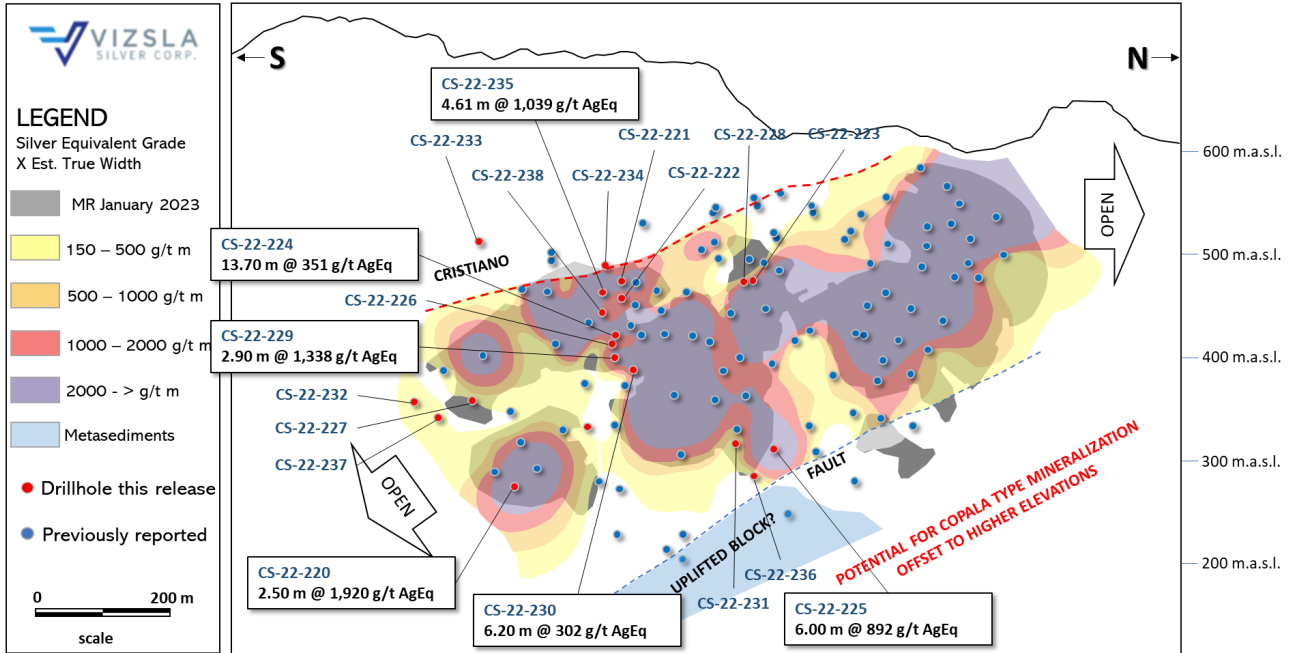 VIZSLA
SILVER CORP.
LEGEND
Silver Equivalent Grade
X Est. True Width
MR January 2023
150 – 500 g/t m
500 – 1000 g/t m
1000 – 2000 g/t m
2000 - > g/t m
Metasediments
Drillhole this release
Previously reported
0 200 m
scale
S
N
CS-22-235
4.61 m @ 1,039 g/t AgEq
CS-22-233
CS-22-221
CS-22-228
CS-22-223
CS-22-238
CS-22-234
CS-22-222
600 m.a.s.l.
OPEN
CS-22-224
13.70 m @ 351 g/t AgEq
CRISTIANO
500 m.a.s.l.
CS-22-226
CS-22-229
2.90 m @ 1,338 g/t AgEq
400 m.a.s.l.
CS-22-232
CS-22-227
CS-22-237
OPEN
FAULT
300 m.a.s.l.
POTENTIAL FOR COPALA TYPE MINERALIZATION
OFFSET TO HIGHER ELEVATIONS
UPLIFTED BLOCK?
200 m.a.s.l.
CS-22-220
2.50 m @ 1,920 g/t AgEq
CS-22-236
CS-22-231
CS-22-230
6.20 m @ 302 g/t AgEq
CS-22-225
6.00 m @ 892 g/t AgEq